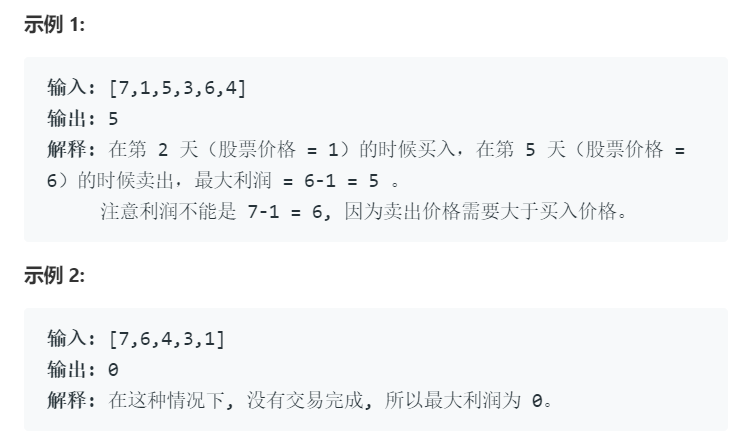 示例 1:
输入: [7,1,5,3,6,4]
输出: 5
解释: 在第 2 天（股票价格 = 1）的时候买入，在第 5 天（股票价格 =
6）的时候卖出，最大利润 = 6-1 = 5 。
注意利润不能是 7-1 = 6, 因为卖出价格需要大于买入价格。
示例 2:
输入: [7,6,4,3,1]
输出: 0
解释: 在这种情况下, 没有交易完成, 所以最大利润为 0。